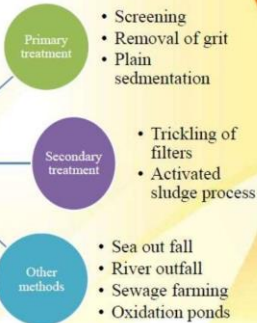 Primary
treatment
• Screening
• Removal of grit
• Plain
sedimentation
Secondary
treatment
• Trickling of
filters
• Activated
sludge process
Other
methods
• Sea out fall
• River outfall
• Sewage farming
• Oxidation ponds